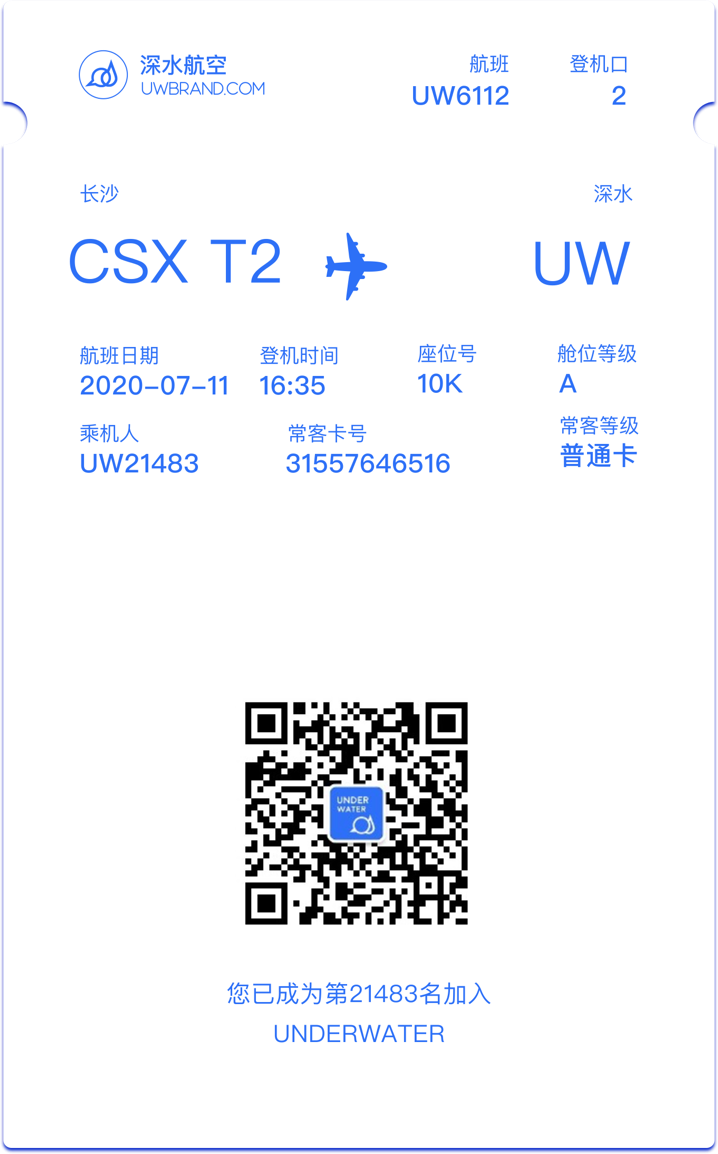 深水航空
UWBRAND.COM
航班 登机口
UW6112 2
长沙 深水
CSX T2 UW
航班日期 登机时间 座位号 舱位等级
2020-07-11 16:35 10K A
乘机人 常客卡号 常客等级
UW21483 31557646516 普通卡
UNDER
WATER
您已成为第21483名加入
UNDERWATER